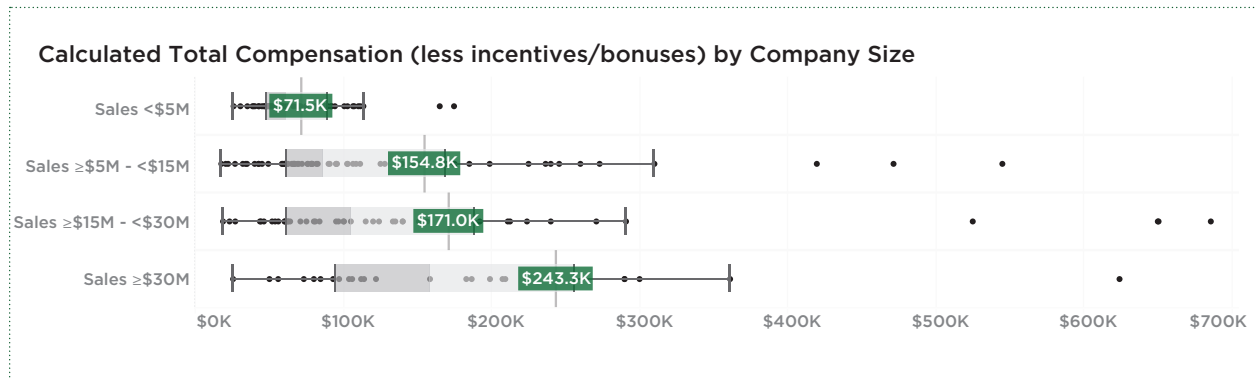 Calculated Total Compensation (less incentives/bonuses) by Company Size
Sales <$5M
$71.5K
Sales ≥$5M - <$15M
$154.8K
Sales ≥$15M - <$30M
$171.0K
Sales ≥$30M
$243.3K
$0K $100K $200K $300K $400K $500K $600K $700K